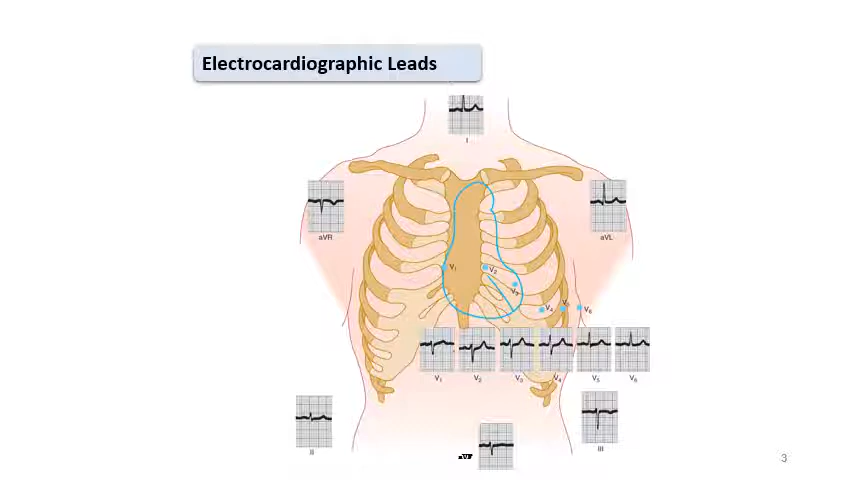 Electrocardiographic Leads
I
aVR
aVL
V1
V2
V3
V4
V5
V6
V1
V2
V3
V4
V5
V6
II
III
aVF
3